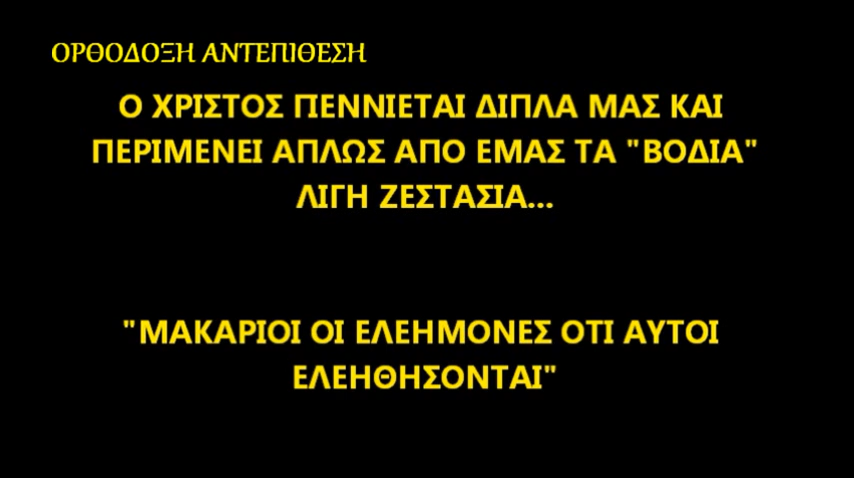 ΟΡΘΟΔΟΞΗ ΑΝΤΕΠΙΘΕΣΗ
Ο ΧΡΙΣΤΟΣ ΓΕΝΝΙΕΤΑΙ ΔΙΠΛΑ ΜΑΣ ΚΑΙ
ΠΕΡΙΜΕΝΕΙ ΑΠΛΩΣ ΑΠΟ ΕΜΑΣ ΤΑ "ΒΟΔΙΑ"
ΛΙΓΗ ΖΕΣΤΑΣΙΑ...
"ΜΑΚΑΡΙΟΙ ΟΙ ΕΛΕΗΜΟΝΕΣ ΟΤΙ ΑΥΤΟΙ
ΕΛΕΗΘΗΣΟΝΤΑΙ"